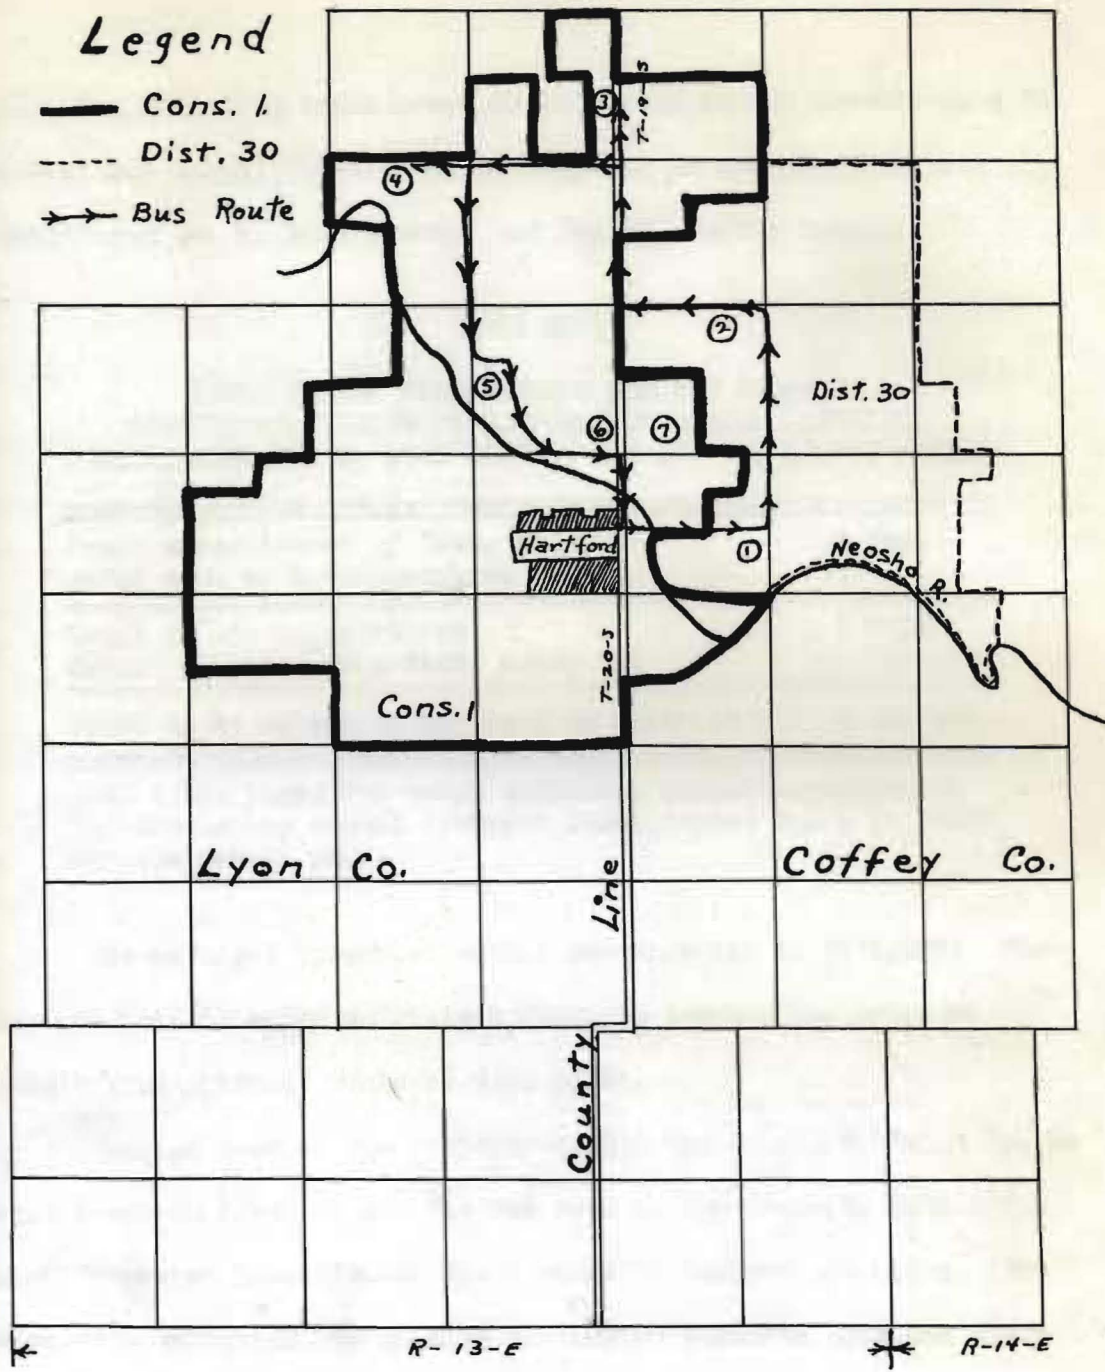 Legend
Cons. 1.
Dist. 30
Bus Route
T-19-S
③
④
②
⑤
Dist. 30
⑥
⑦
Hartford
①
Neosho R.
T-20-S
Cons. 1
Lyon Co.
County Line
Coffey Co.
R-13-E
R-14-E